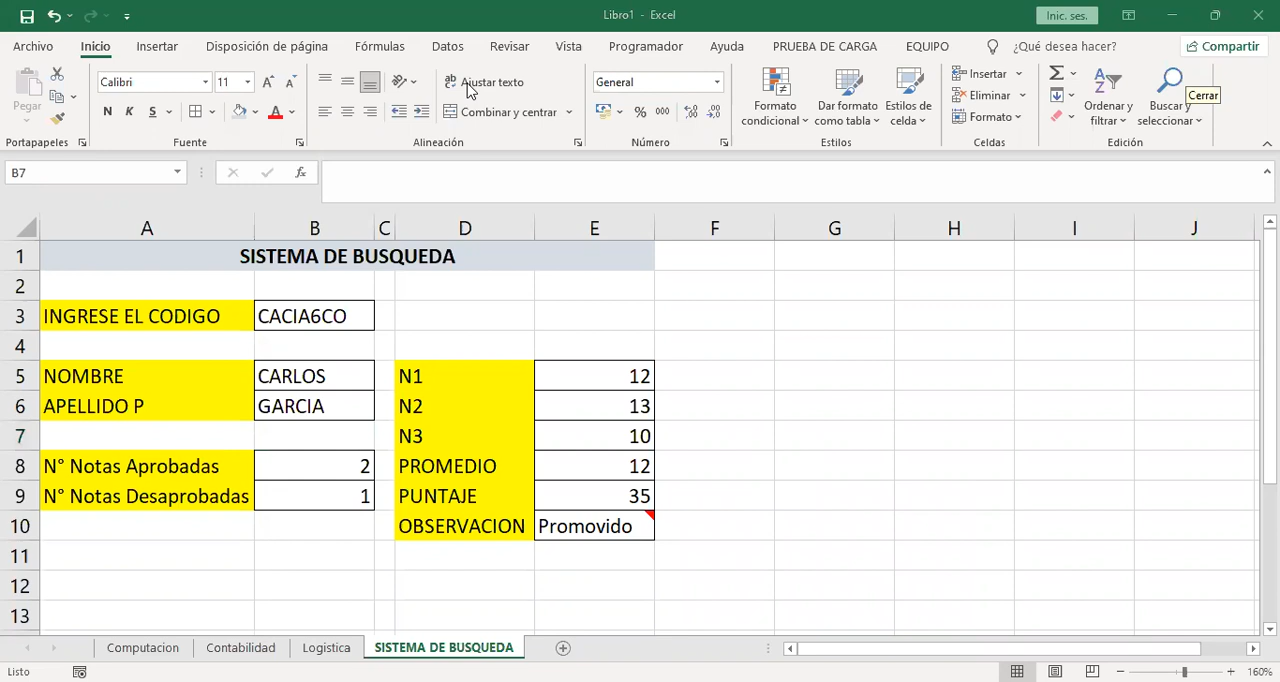 Libro1 - Excel
Inic. ses.
Archivo Inicio Insertar Disposición de página Fórmulas Datos Revisar Vista Programador Ayuda PRUEBA DE CARGA EQUIPO ¿Qué desea hacer? Compartir
Pegar
Calibri 11
N K S
Ajustar texto
Combinar y centrar
General
% 000
Formato condicional
Dar formato como tabla
Estilos de celda
Insertar
Eliminar
Formato
Ordenar y filtrar
Buscar y seleccionar
Cerrar
Portapapeles Fuente Alineación Número Estilos Celdas Edición
B7 fx
A B C D E F G H I J
1 SISTEMA DE BUSQUEDA
2
3 INGRESE EL CODIGO CACIA6CO
4
5 NOMBRE CARLOS N1 12
6 APELLIDO P GARCIA N2 13
7 N3 10
8 N° Notas Aprobadas 2 PROMEDIO 12
9 N° Notas Desaprobadas 1 PUNTAJE 35
10 OBSERVACION Promovido
11
12
13
Computacion Contabilidad Logistica SISTEMA DE BUSQUEDA
Listo 160%